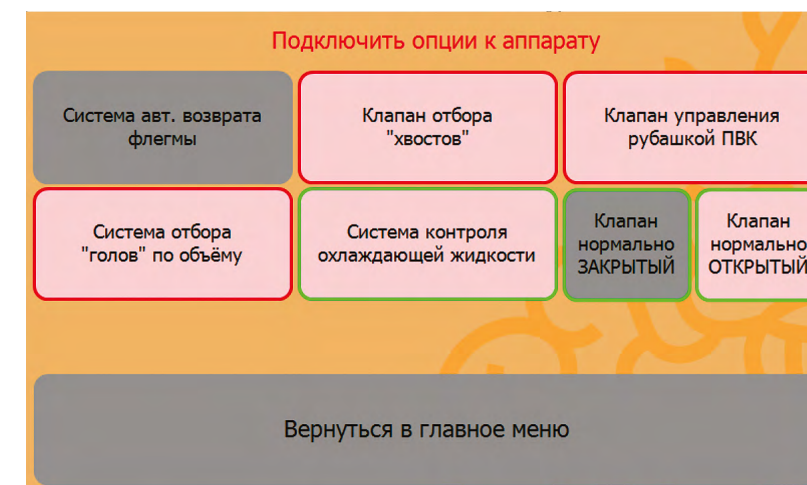 Подключить опции к аппарату
Система авт. возврата
флегмы
Клапан отбора
"хвостов"
Клапан управления
рубашкой ПВК
Система отбора
"голов" по объёму
Система контроля
охлаждающей жидкости
Клапан
нормально
ЗАКРЫТЫЙ
Клапан
нормально
ОТКРЫТЫЙ
Вернуться в главное меню